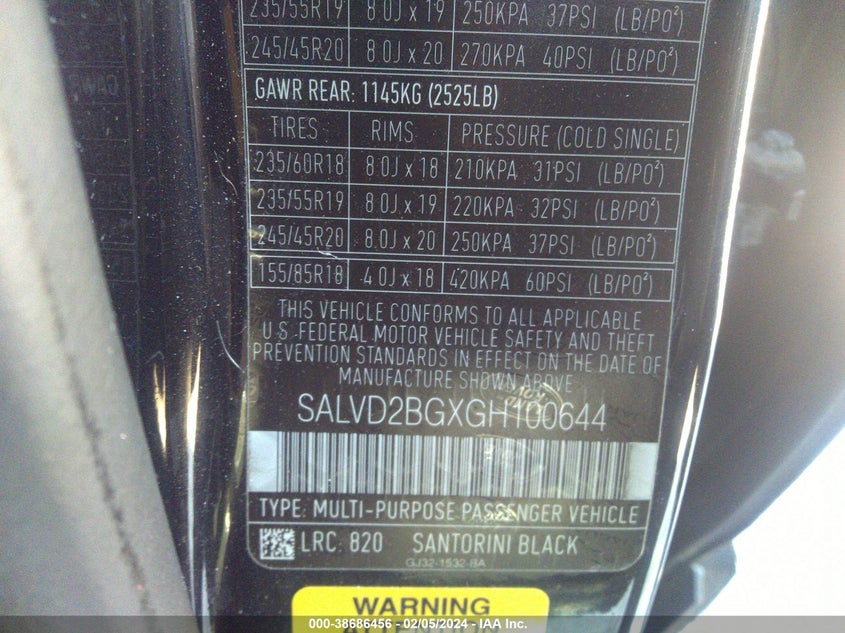 235/55R19 8.0J x 19 250KPA 37PSI (LB/PO²)
245/45R20 8.0J x 20 270KPA 40PSI (LB/PO²)
GAWR REAR: 1145KG (2525LB)
TIRES RIMS PRESSURE (COLD SINGLE)
235/60R18 8.0J x 18 210KPA 31PSI (LB/PO²)
235/55R19 8.0J x 19 220KPA 32PSI (LB/PO²)
245/45R20 8.0J x 20 250KPA 37PSI (LB/PO²)
155/85R18 4.0J x 18 420KPA 60PSI (LB/PO²)
THIS VEHICLE CONFORMS TO ALL APPLICABLE
U.S. FEDERAL MOTOR VEHICLE SAFETY AND THEFT
PREVENTION STANDARDS IN EFFECT ON THE DATE OF
MANUFACTURE SHOWN ABOVE
SALVD2BGXGH100644
TYPE: MULTI-PURPOSE PASSENGER VEHICLE
LRC: 820 SANTORINI BLACK
GJ32-1532-BA
WARNING
ATTENTION
000-38686456 - 02/05/2024 - IAA Inc.